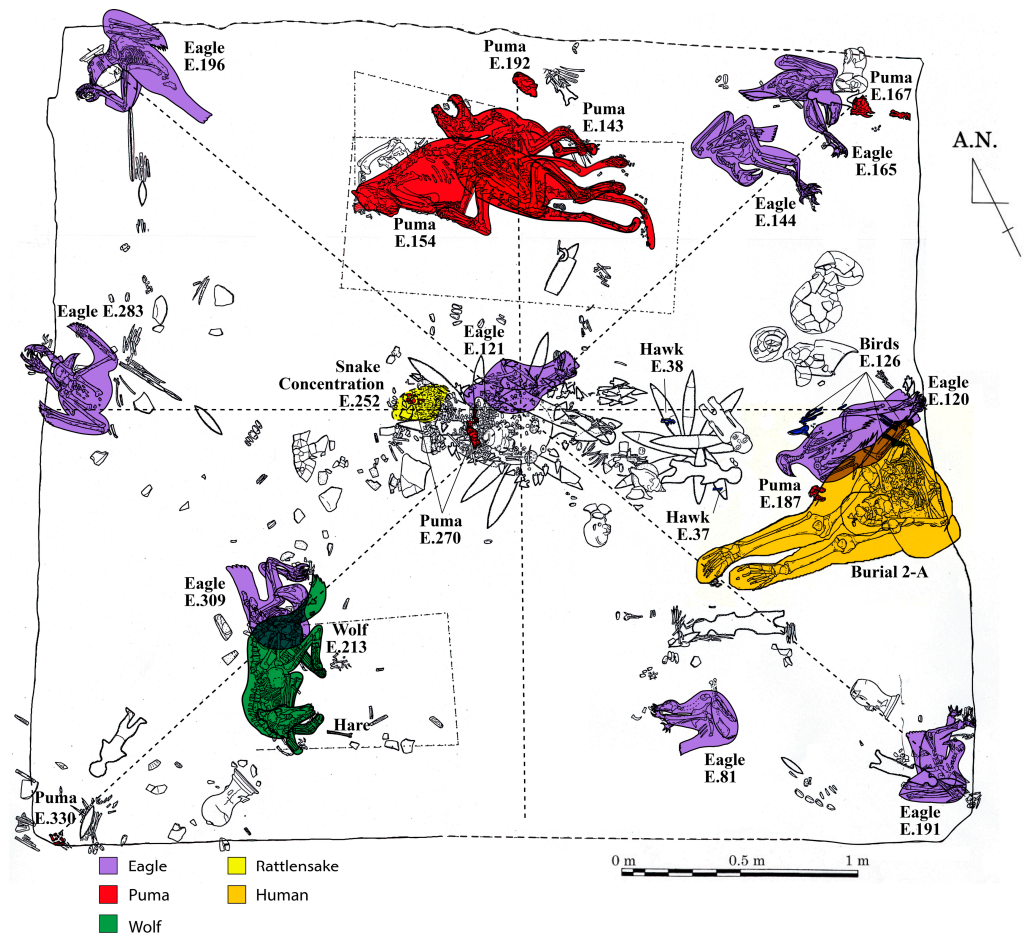 Eagle
E.196
Puma
E.192
Puma
E.143
Puma
E.167
Eagle
E.165
Eagle
E.144
A.N.
Puma
E.154
Eagle E.283
Eagle
E.121
Snake
Concentration
E.252
Hawk
E.38
Birds
E.126
Eagle
E.120
Puma
E.187
Puma
E.270
Hawk
E.37
Burial 2-A
Eagle
E.309
Wolf
E.213
Hare
Eagle
E.81
Puma
E.330
Eagle
E.191
0 m
0.5 m
1 m
Eagle
Puma
Wolf
Rattlensake
Human